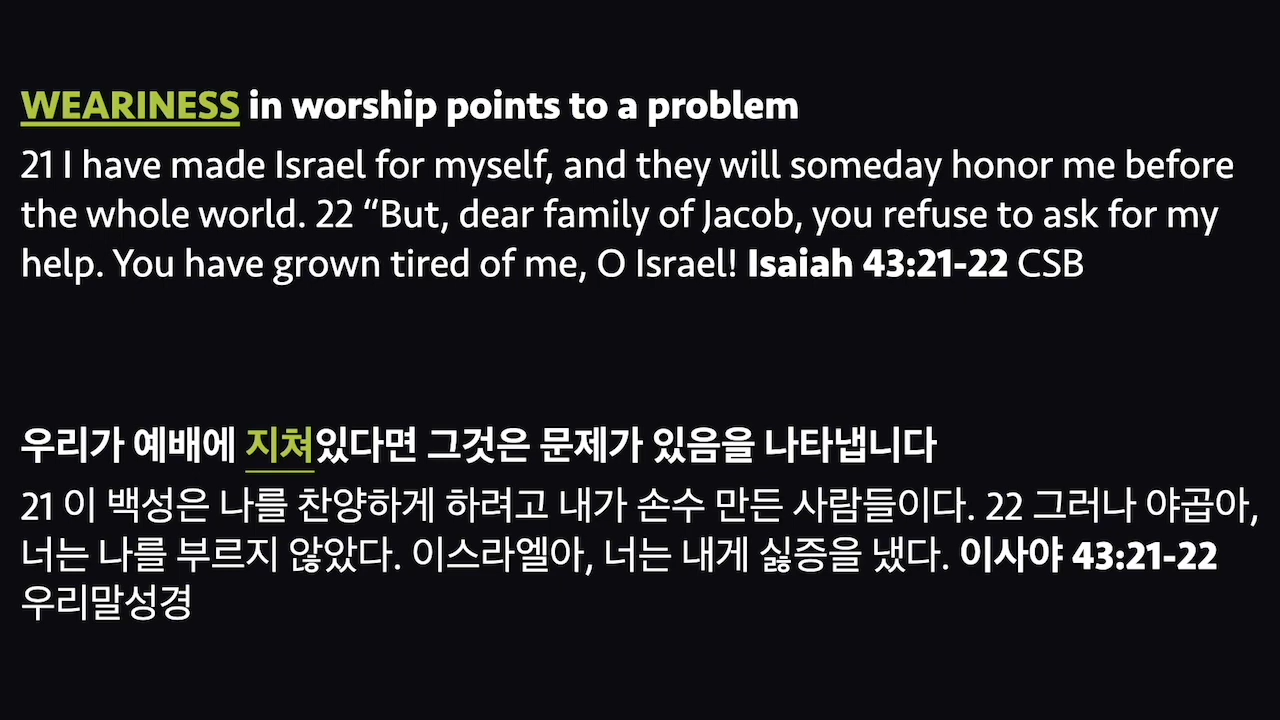 WEARINESS in worship points to a problem
21 I have made Israel for myself, and they will someday honor me before
the whole world. 22 “But, dear family of Jacob, you refuse to ask for my
help. You have grown tired of me, O Israel! Isaiah 43:21-22 CSB
우리가 예배에 지쳐있다면 그것은 문제가 있음을 나타냅니다
21 이 백성은 나를 찬양하게 하려고 내가 손수 만든 사람들이다. 22 그러나 야곱아,
너는 나를 부르지 않았다. 이스라엘아, 너는 내게 싫증을 냈다. 이사야 43:21-22
우리말성경